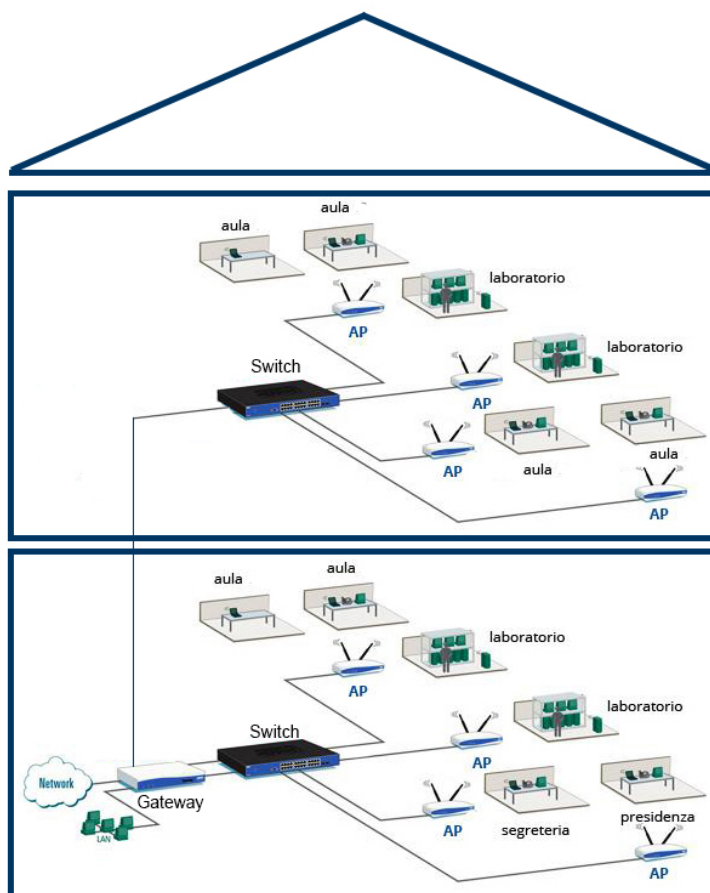 aula
aula
laboratorio
AP
laboratorio
Switch
AP
aula
AP
aula
AP
aula
aula
laboratorio
AP
laboratorio
Switch
AP
Network
Gateway
presidenza
AP
segreteria
LAN
AP